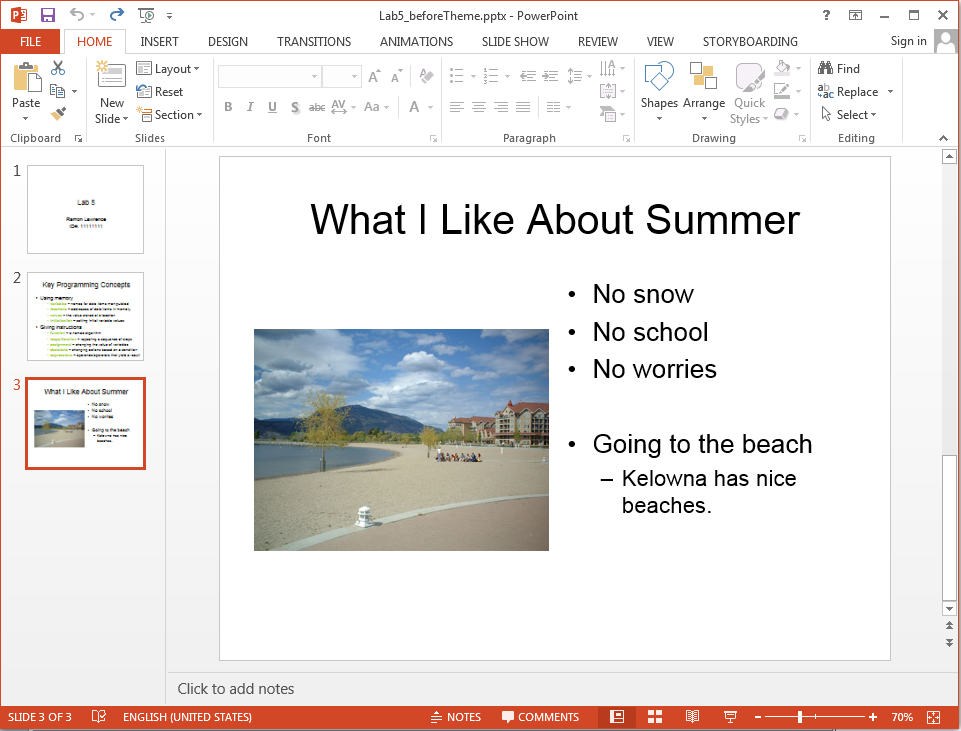 Lab5_beforeTheme.pptx - PowerPoint
?
FILE HOME INSERT DESIGN TRANSITIONS ANIMATIONS SLIDE SHOW REVIEW VIEW STORYBOARDING Sign in
Paste
Clipboard
New Slide
Layout
Reset
Section
Slides
B I U S abc AV Aa A
Font
Paragraph
Shapes Arrange Quick Styles
Drawing
Find
Replace
Select
Editing
1
Lab 5
Ramon Lawrence
ID#: 11111111
2
Key Programming Concepts
• Using memory
• Giving instructions
3
What I Like About Summer
• No snow
• No school
• No worries
• Going to the beach
– Kelowna has nice
beaches.
What I Like About Summer
• No snow
• No school
• No worries
• Going to the beach
– Kelowna has nice
beaches.
Click to add notes
SLIDE 3 OF 3 ENGLISH (UNITED STATES) NOTES COMMENTS 70%